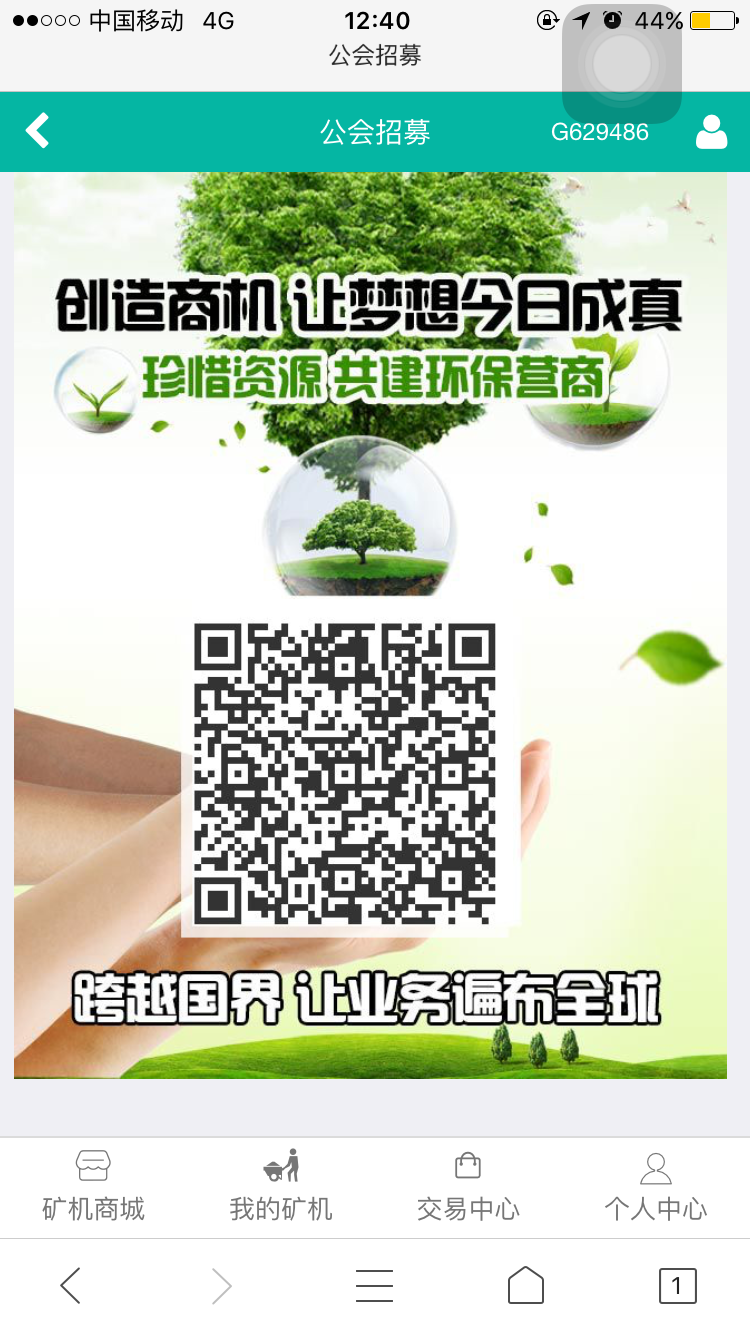 中国移动 4G 12:40 44%
公会招募
公会招募 G629486
创造商机 让梦想今日成真
珍惜资源 共建环保营商
跨越国界 让业务遍布全球
矿机商城 我的矿机 交易中心 个人中心
1